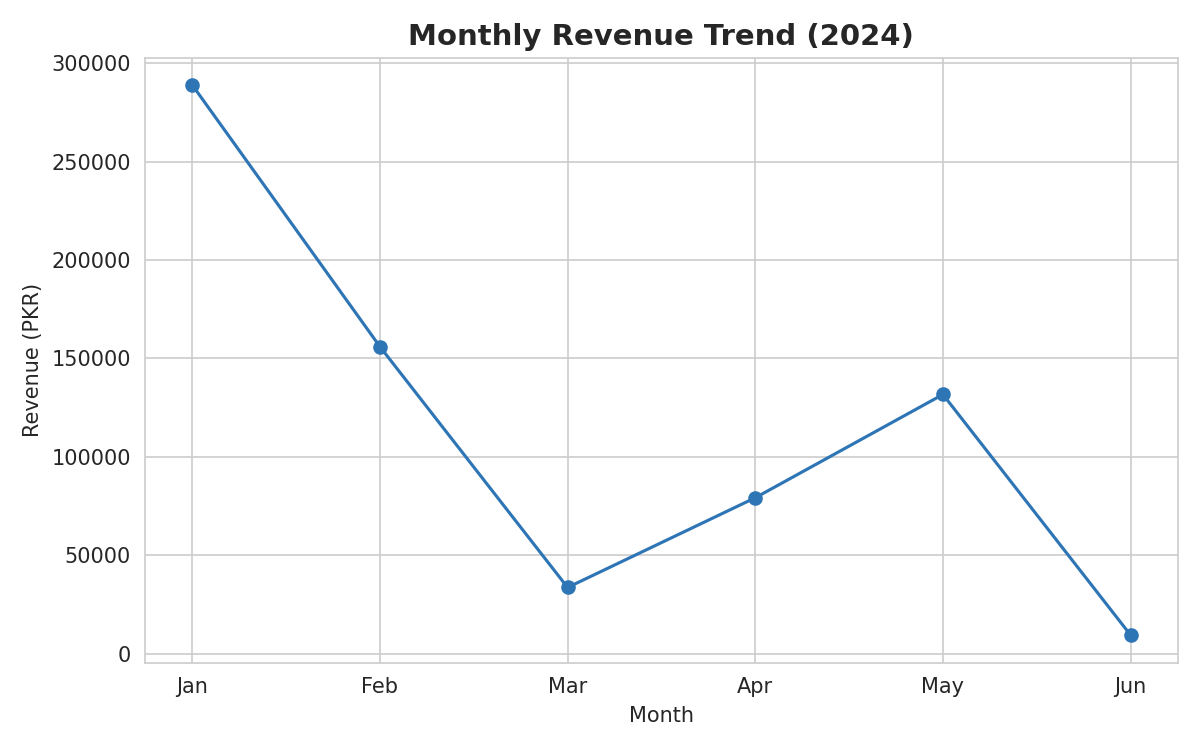 Monthly Revenue Trend (2024)
300000
250000
200000
150000
100000
50000
0
Revenue (PKR)
Jan Feb Mar Apr May Jun
Month